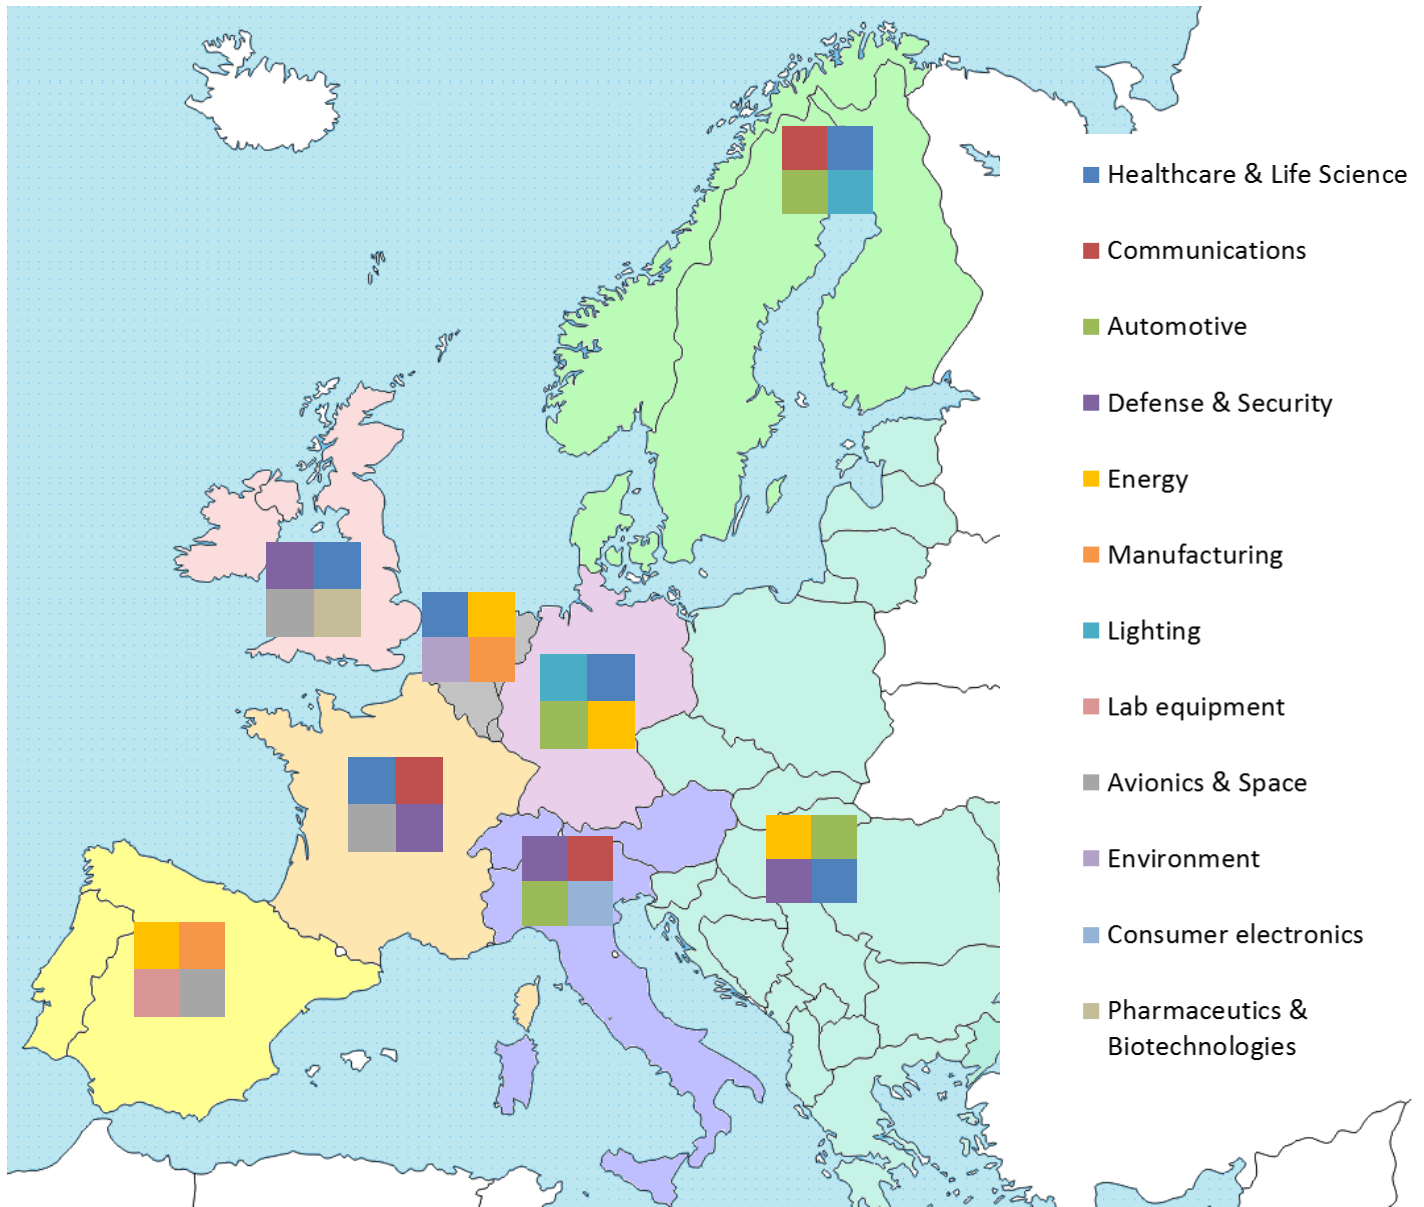 Healthcare & Life Science
Communications
Automotive
Defense & Security
Energy
Manufacturing
Lighting
Lab equipment
Avionics & Space
Environment
Consumer electronics
Pharmaceutics &
Biotechnologies